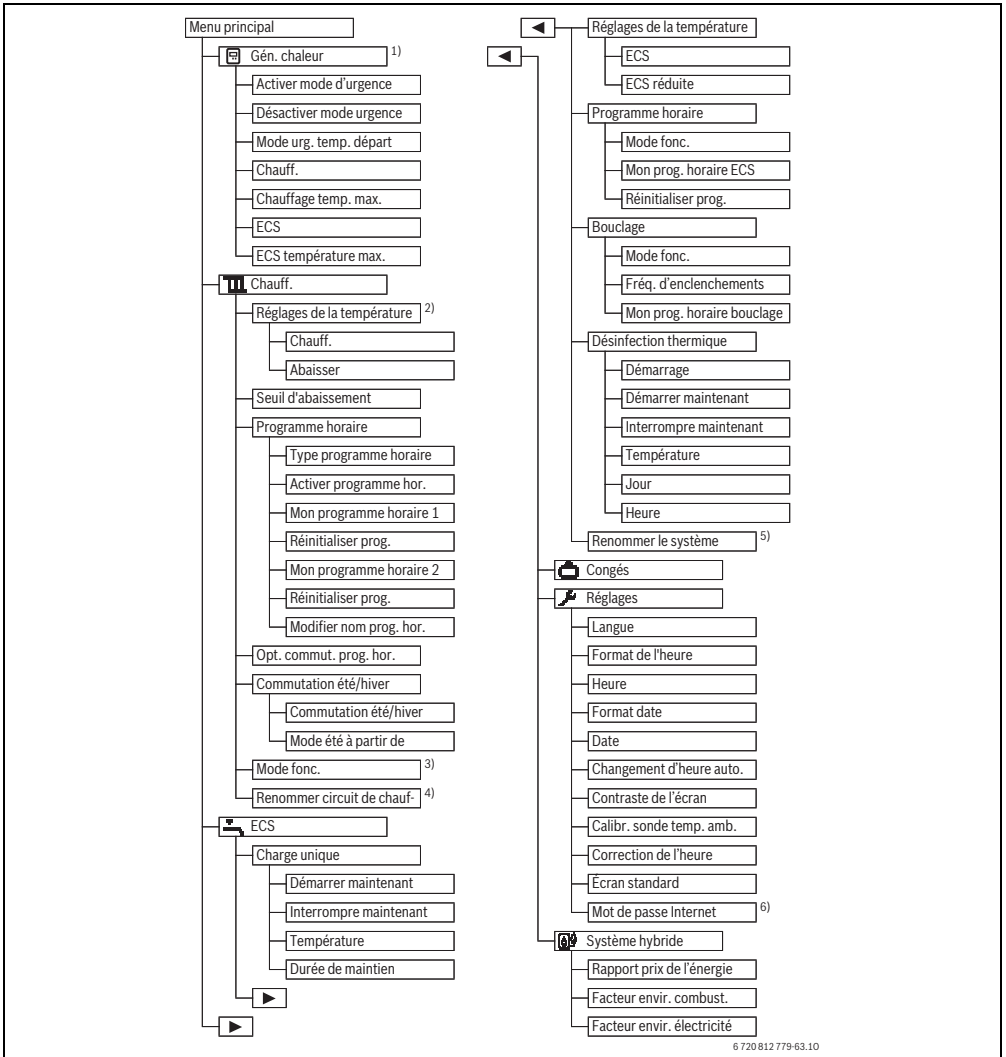 Menu principal
Gén. chaleur 1)
Activer mode d'urgence
Désactiver mode urgence
Mode urg. temp. départ
Chauff.
Chauffage temp. max.
ECS
ECS température max.
Chauff.
Réglages de la température 2)
Chauff.
Abaisser
Seuil d'abaissement
Programme horaire
Type programme horaire
Activer programme hor.
Mon programme horaire 1
Réinitialiser prog.
Mon programme horaire 2
Réinitialiser prog.
Modifier nom prog. hor.
Opt. commut. prog. hor.
Commutation été/hiver
Commutation été/hiver
Mode été à partir de
Mode fonc. 3)
Renommer circuit de chauf- 4)
ECS
Charge unique
Démarrer maintenant
Interrompre maintenant
Température
Durée de maintien
Réglages de la température
ECS
ECS réduite
Programme horaire
Mode fonc.
Mon prog. horaire ECS
Réinitialiser prog.
Bouclage
Mode fonc.
Fréq. d'enclenchements
Mon prog. horaire bouclage
Désinfection thermique
Démarrage
Démarrer maintenant
Interrompre maintenant
Température
Jour
Heure
Renommer le système 5)
Congés
Réglages
Langue
Format de l'heure
Heure
Format date
Date
Changement d'heure auto.
Contraste de l'écran
Calibr. sonde temp. amb.
Correction de l'heure
Écran standard
Mot de passe Internet 6)
Système hybride
Rapport prix de l'énergie
Facteur envir. combust.
Facteur envir. électricité
6 720 812 779-63.1O